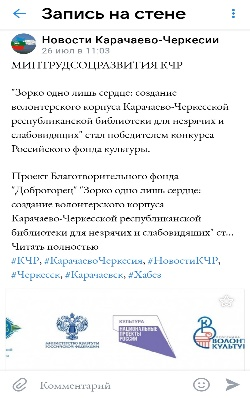 Запись на стене
Новости Карачаево-Черкесии
26 июл в 11:03
МИНТРУДСОЦРАЗВИТИЯ КЧР
"Зорко одно лишь сердце: создание
волонтерского корпуса Карачаево-Черкесской
республиканской библиотеки для незрячих и
слабовидящих" стал победителем конкурса
Российского фонда культуры.
Проект Благотворительного фонда
"Доброгорец" "Зорко одно лишь сердце:
создание волонтерского корпуса
Карачаево-Черкесской республиканской
библиотеки для незрячих и слабовидящих" ст...
Читать полностью
#КЧР, #КарачаевоЧеркесия, #НовостиКЧР,
#Черкесск, #Карачаевск, #Хабез
МИНИСТЕРСТВО КУЛЬТУРЫ
РОССИЙСКОЙ ФЕДЕРАЦИИ
КУЛЬТУРА
НАЦИОНАЛЬНЫЕ
ПРОЕКТЫ
РОССИИ
ВОЛОН
КУЛЬТУ
Комментарий